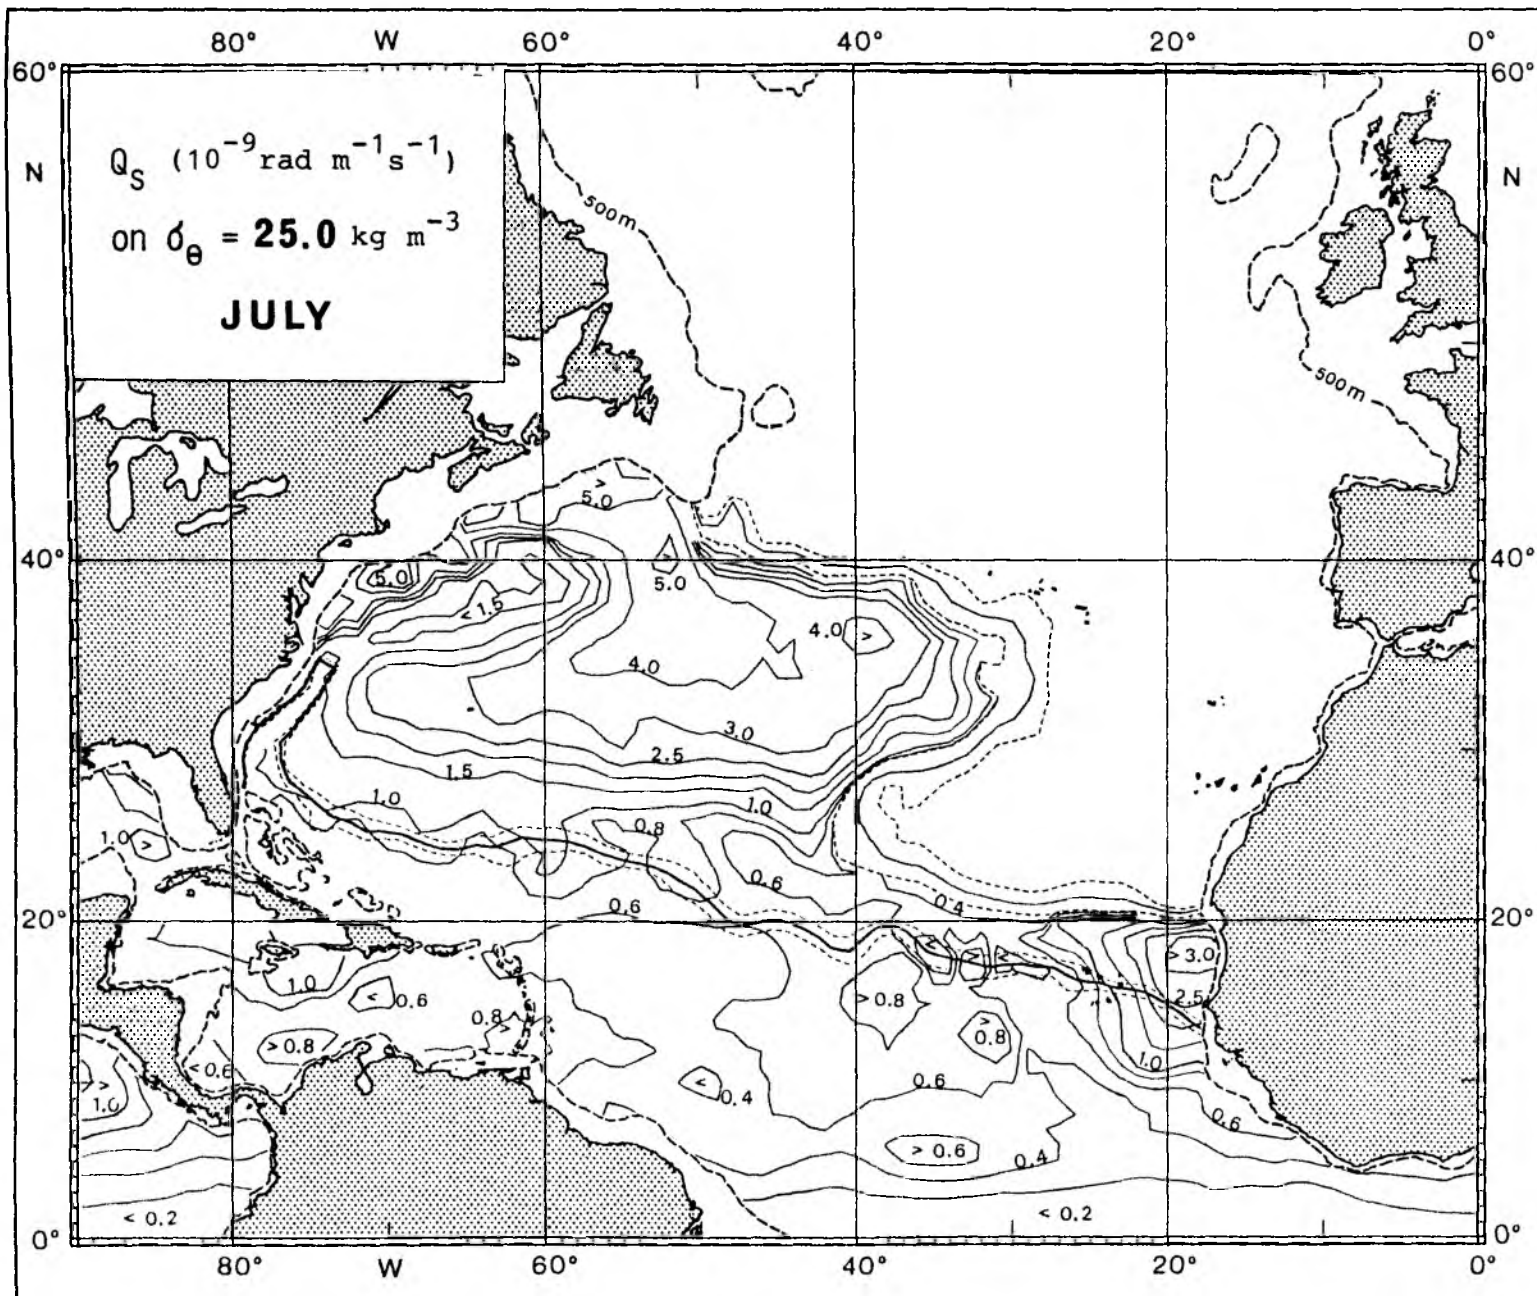 80° W 60° 40° 20° 0°
60° 60°
N N
Q_S (10^-9 rad m^-1 s^-1)
on σ_θ = 25.0 kg m^-3
JULY
500m
500m
>
5.0
40° 40°
5.0
>
5.0
< 1.5
4.0 >
4.0
3.0
2.5
1.5
1.0 1.0
0.8
1.0 >
0.6
0.6 0.4
20° 20°
< > <
> 3.0
1.0 < 0.6 > 0.8 2.5
0.8 > >
0.8
> 0.8
< 0.6 1.0
> > < 0.4 0.6
1.0 0.6
> 0.6 0.4
< 0.2 < 0.2
0° 0°
80° W 60° 40° 20° 0°